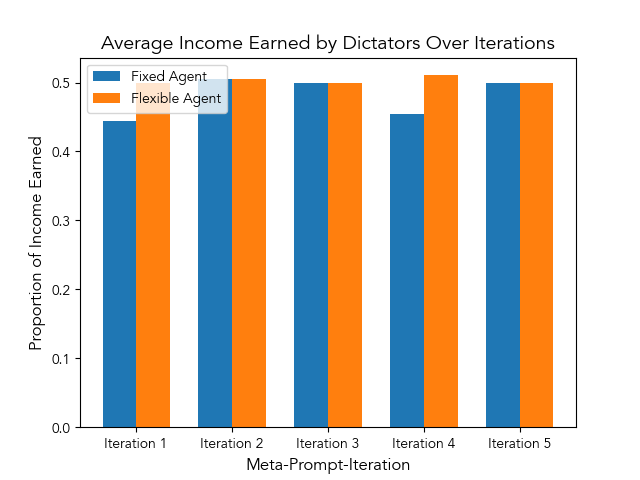 Average Income Earned by Dictators Over Iterations
Fixed Agent
Flexible Agent
Proportion of Income Earned
0.5
0.4
0.3
0.2
0.1
0.0
Iteration 1 Iteration 2 Iteration 3 Iteration 4 Iteration 5
Meta-Prompt-Iteration